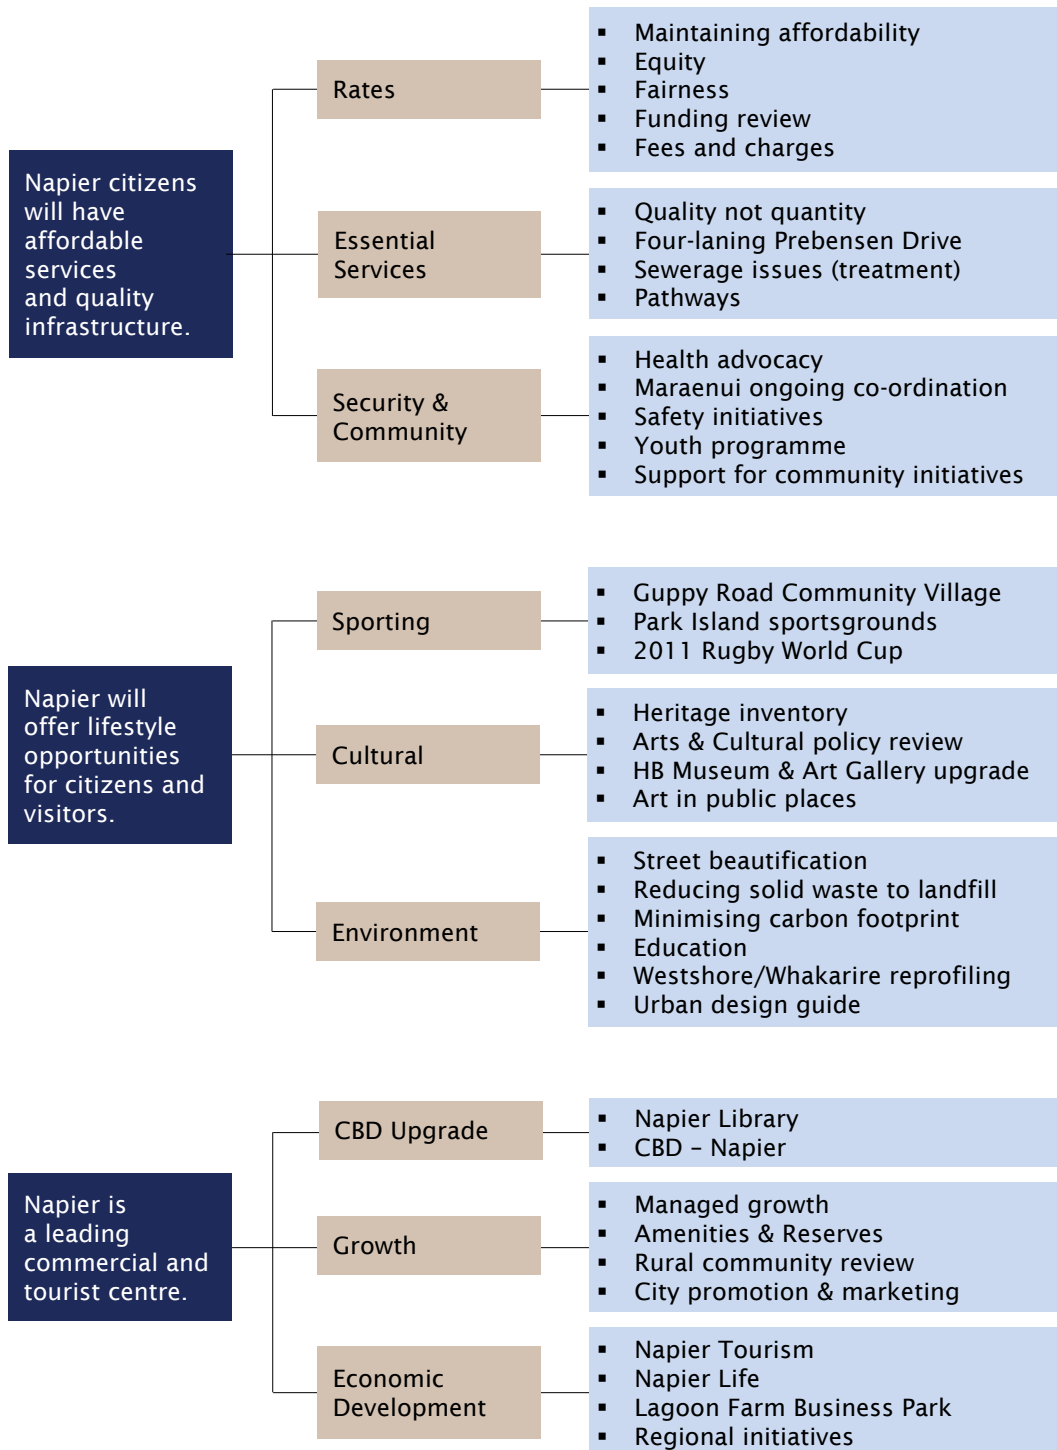 Napier citizens
will have
affordable
services
and quality
infrastructure.
Rates
▪ Maintaining affordability
▪ Equity
▪ Fairness
▪ Funding review
▪ Fees and charges
Essential
Services
▪ Quality not quantity
▪ Four-laning Prebensen Drive
▪ Sewerage issues (treatment)
▪ Pathways
Security &
Community
▪ Health advocacy
▪ Maraenui ongoing co-ordination
▪ Safety initiatives
▪ Youth programme
▪ Support for community initiatives
Napier will
offer lifestyle
opportunities
for citizens and
visitors.
Sporting
▪ Guppy Road Community Village
▪ Park Island sportsgrounds
▪ 2011 Rugby World Cup
Cultural
▪ Heritage inventory
▪ Arts & Cultural policy review
▪ HB Museum & Art Gallery upgrade
▪ Art in public places
Environment
▪ Street beautification
▪ Reducing solid waste to landfill
▪ Minimising carbon footprint
▪ Education
▪ Westshore/Whakarire reprofiling
▪ Urban design guide
Napier is
a leading
commercial and
tourist centre.
CBD Upgrade
▪ Napier Library
▪ CBD – Napier
Growth
▪ Managed growth
▪ Amenities & Reserves
▪ Rural community review
▪ City promotion & marketing
Economic
Development
▪ Napier Tourism
▪ Napier Life
▪ Lagoon Farm Business Park
▪ Regional initiatives